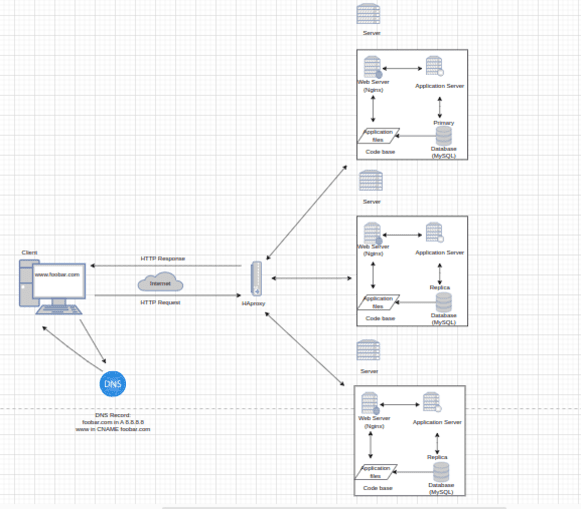 Server
Web Server
(Nginx)
Application Server
Primary
Application
files
Code base
Database
(MySQL)
Server
Web Server
(Nginx)
Application Server
Replica
Application
files
Code base
Database
(MySQL)
Client
www.foobar.com
HTTP Response
Internet
HTTP Request
HAproxy
Server
DNS
DNS Record:
foobar.com in A 8.8.8.8
www in CNAME foobar.com
Web Server
(Nginx)
Application Server
Replica
Application
files
Code base
Database
(MySQL)